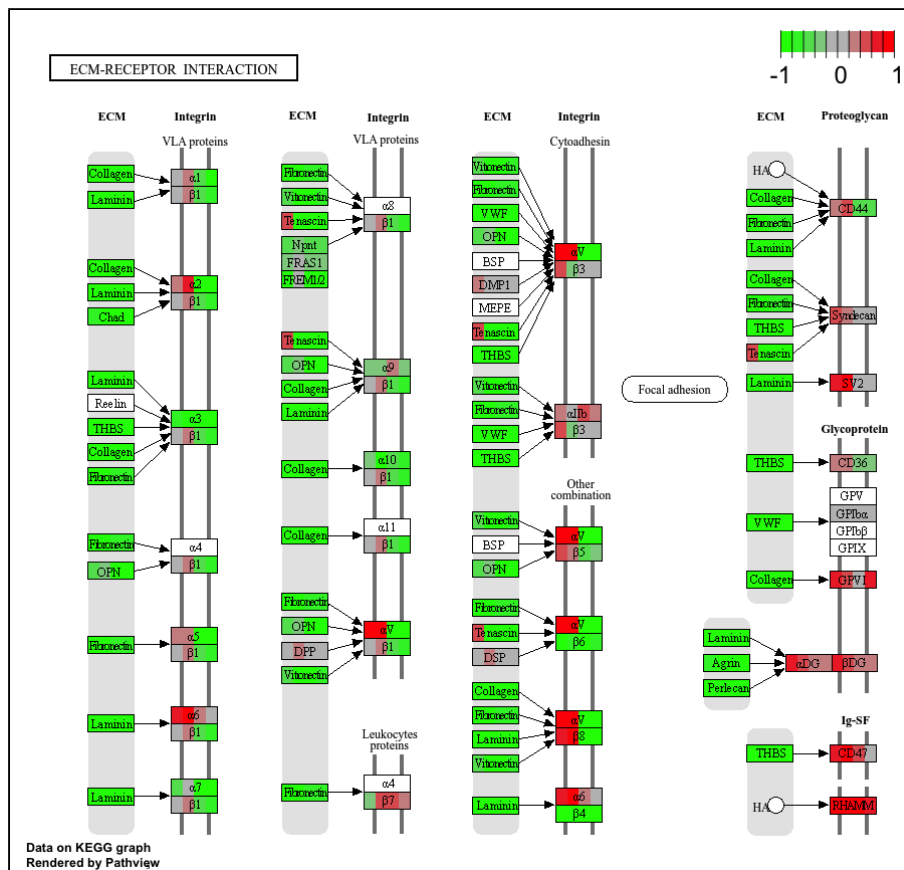 -1 0 1
ECM-RECEPTOR INTERACTION
ECM Integrin
VLA proteins
Collagen α1
Laminin β1
Collagen α2
Laminin β1
Chad
Laminin
Reelin α3
THBS β1
Collagen
Fibronectin
Fibronectin α4
OPN β1
Fibronectin α5
β1
Laminin α6
β1
Laminin α7
β1
ECM Integrin
VLA proteins
Fibronectin
Vitronectin α8
Tenascin β1
Npnt
FRAS1
FREM1/2
Tenascin
OPN α9
Collagen β1
Laminin
Collagen α10
β1
Collagen α11
β1
Fibronectin
OPN αV
DPP β1
Vitronectin
Leukocytes
proteins
Fibronectin α4
β7
ECM Integrin
Cytoadhesin
Vitronectin
Fibronectin
VWF
OPN
BSP αV
DMP1 β3
MEPE
Tenascin
THBS
Vitronectin
Fibronectin αIIb
VWF β3
THBS
Other
combination
Vitronectin αV
BSP β5
OPN
Fibronectin αV
Tenascin β6
DSP
Collagen
Fibronectin αV
Laminin β8
Vitronectin
Laminin α6
β4
Focal adhesion
ECM Proteoglycan
HA
Collagen CD44
Fibronectin
Laminin
Collagen
Fibronectin Syndecan
THBS
Tenascin
Laminin SV2
Glycoprotein
THBS CD36
GPV
VWF GPIbα
GPIbβ
GPIX
Collagen GPVI
Laminin
Agrin αDG βDG
Perlecan
Ig-SF
THBS CD47
HA RHAMM
Data on KEGG graph
Rendered by Pathview